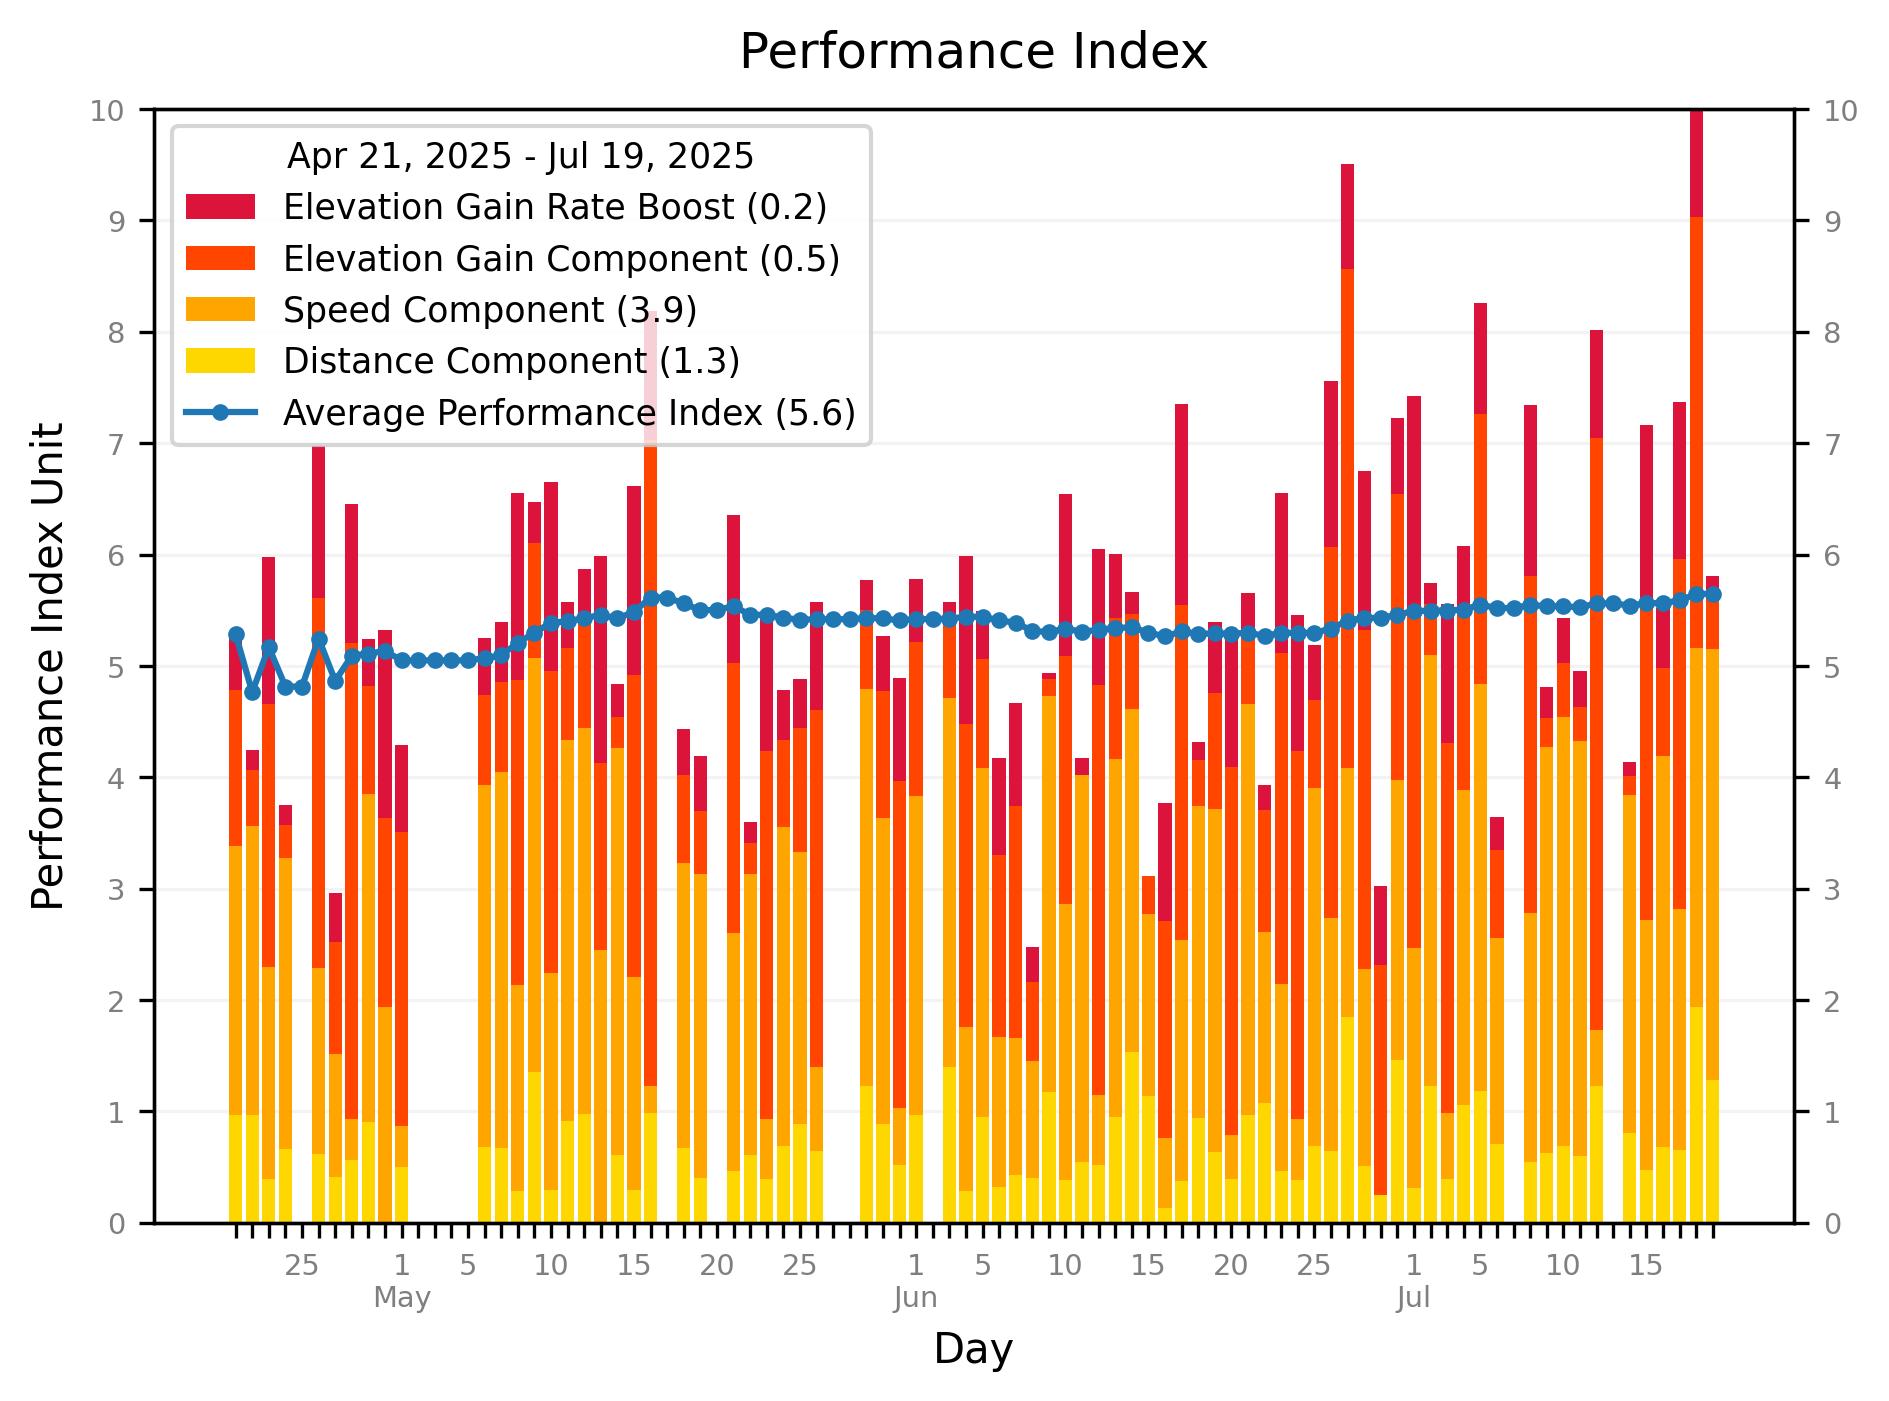 Performance Index
10
9
8
7
6
5
4
3
2
1
0
Performance Index Unit
Apr 21, 2025 - Jul 19, 2025
Elevation Gain Rate Boost (0.2)
Elevation Gain Component (0.5)
Speed Component (3.9)
Distance Component (1.3)
Average Performance Index (5.6)
10
9
8
7
6
5
4
3
2
1
0
25 1 5 10 15 20 25 1 5 10 15 20 25 1 5 10 15
May Jun Jul
Day